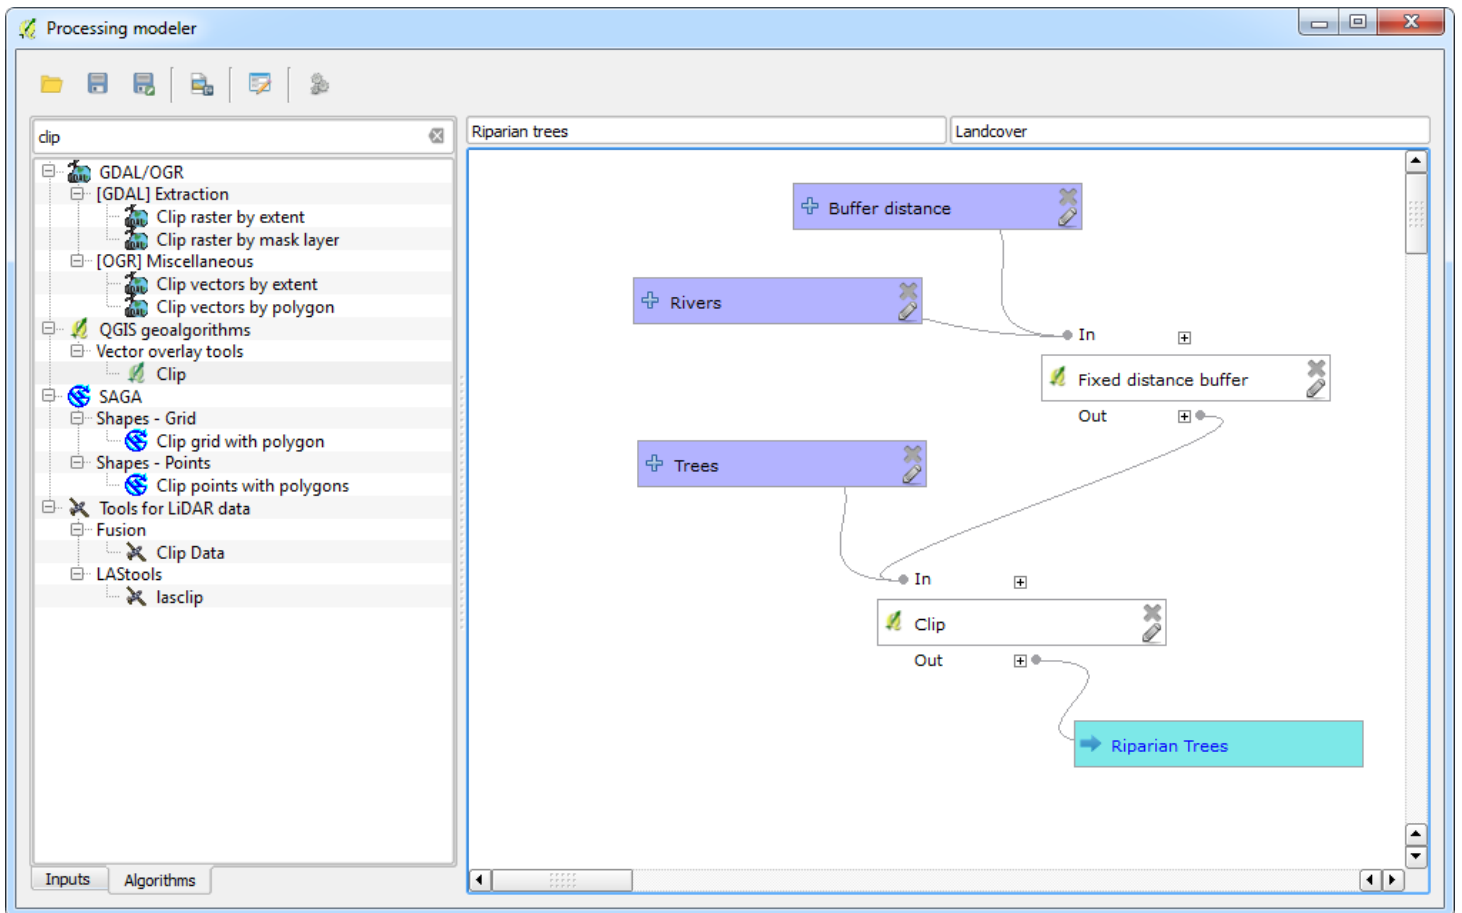 Processing modeler
clip
Riparian trees
Landcover
GDAL/OGR
[GDAL] Extraction
Clip raster by extent
Clip raster by mask layer
[OGR] Miscellaneous
Clip vectors by extent
Clip vectors by polygon
QGIS geoalgorithms
Vector overlay tools
Clip
SAGA
Shapes - Grid
Clip grid with polygon
Shapes - Points
Clip points with polygons
Tools for LiDAR data
Fusion
Clip Data
LAStools
lasclip
Inputs
Algorithms
Buffer distance
Rivers
In
Fixed distance buffer
Out
Trees
In
Clip
Out
Riparian Trees